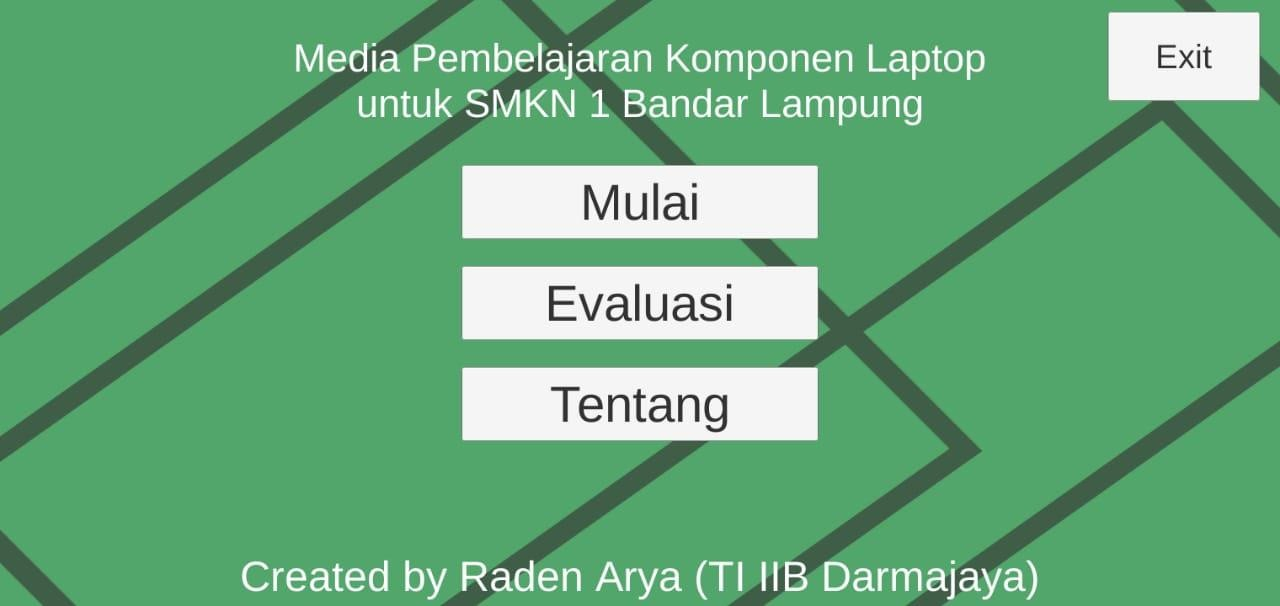 Media Pembelajaran Komponen Laptop
untuk SMKN 1 Bandar Lampung
Exit
Mulai
Evaluasi
Tentang
Created by Raden Arya (TI IIB Darmajaya)